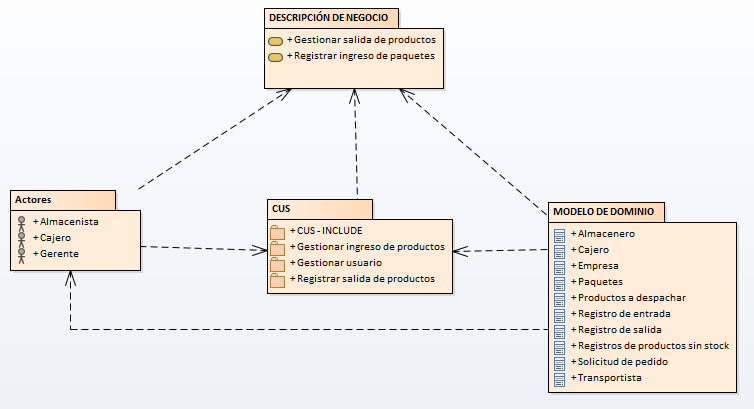 DESCRIPCIÓN DE NEGOCIO
+ Gestionar salida de productos
+ Registrar ingreso de paquetes
Actores
+ Almacenista
+ Cajero
+ Gerente
CUS
+ CUS - INCLUDE
+ Gestionar ingreso de productos
+ Gestionar usuario
+ Registrar salida de productos
MODELO DE DOMINIO
+ Almacenero
+ Cajero
+ Empresa
+ Paquetes
+ Productos a despachar
+ Registro de entrada
+ Registro de salida
+ Registros de productos sin stock
+ Solicitud de pedido
+ Transportista